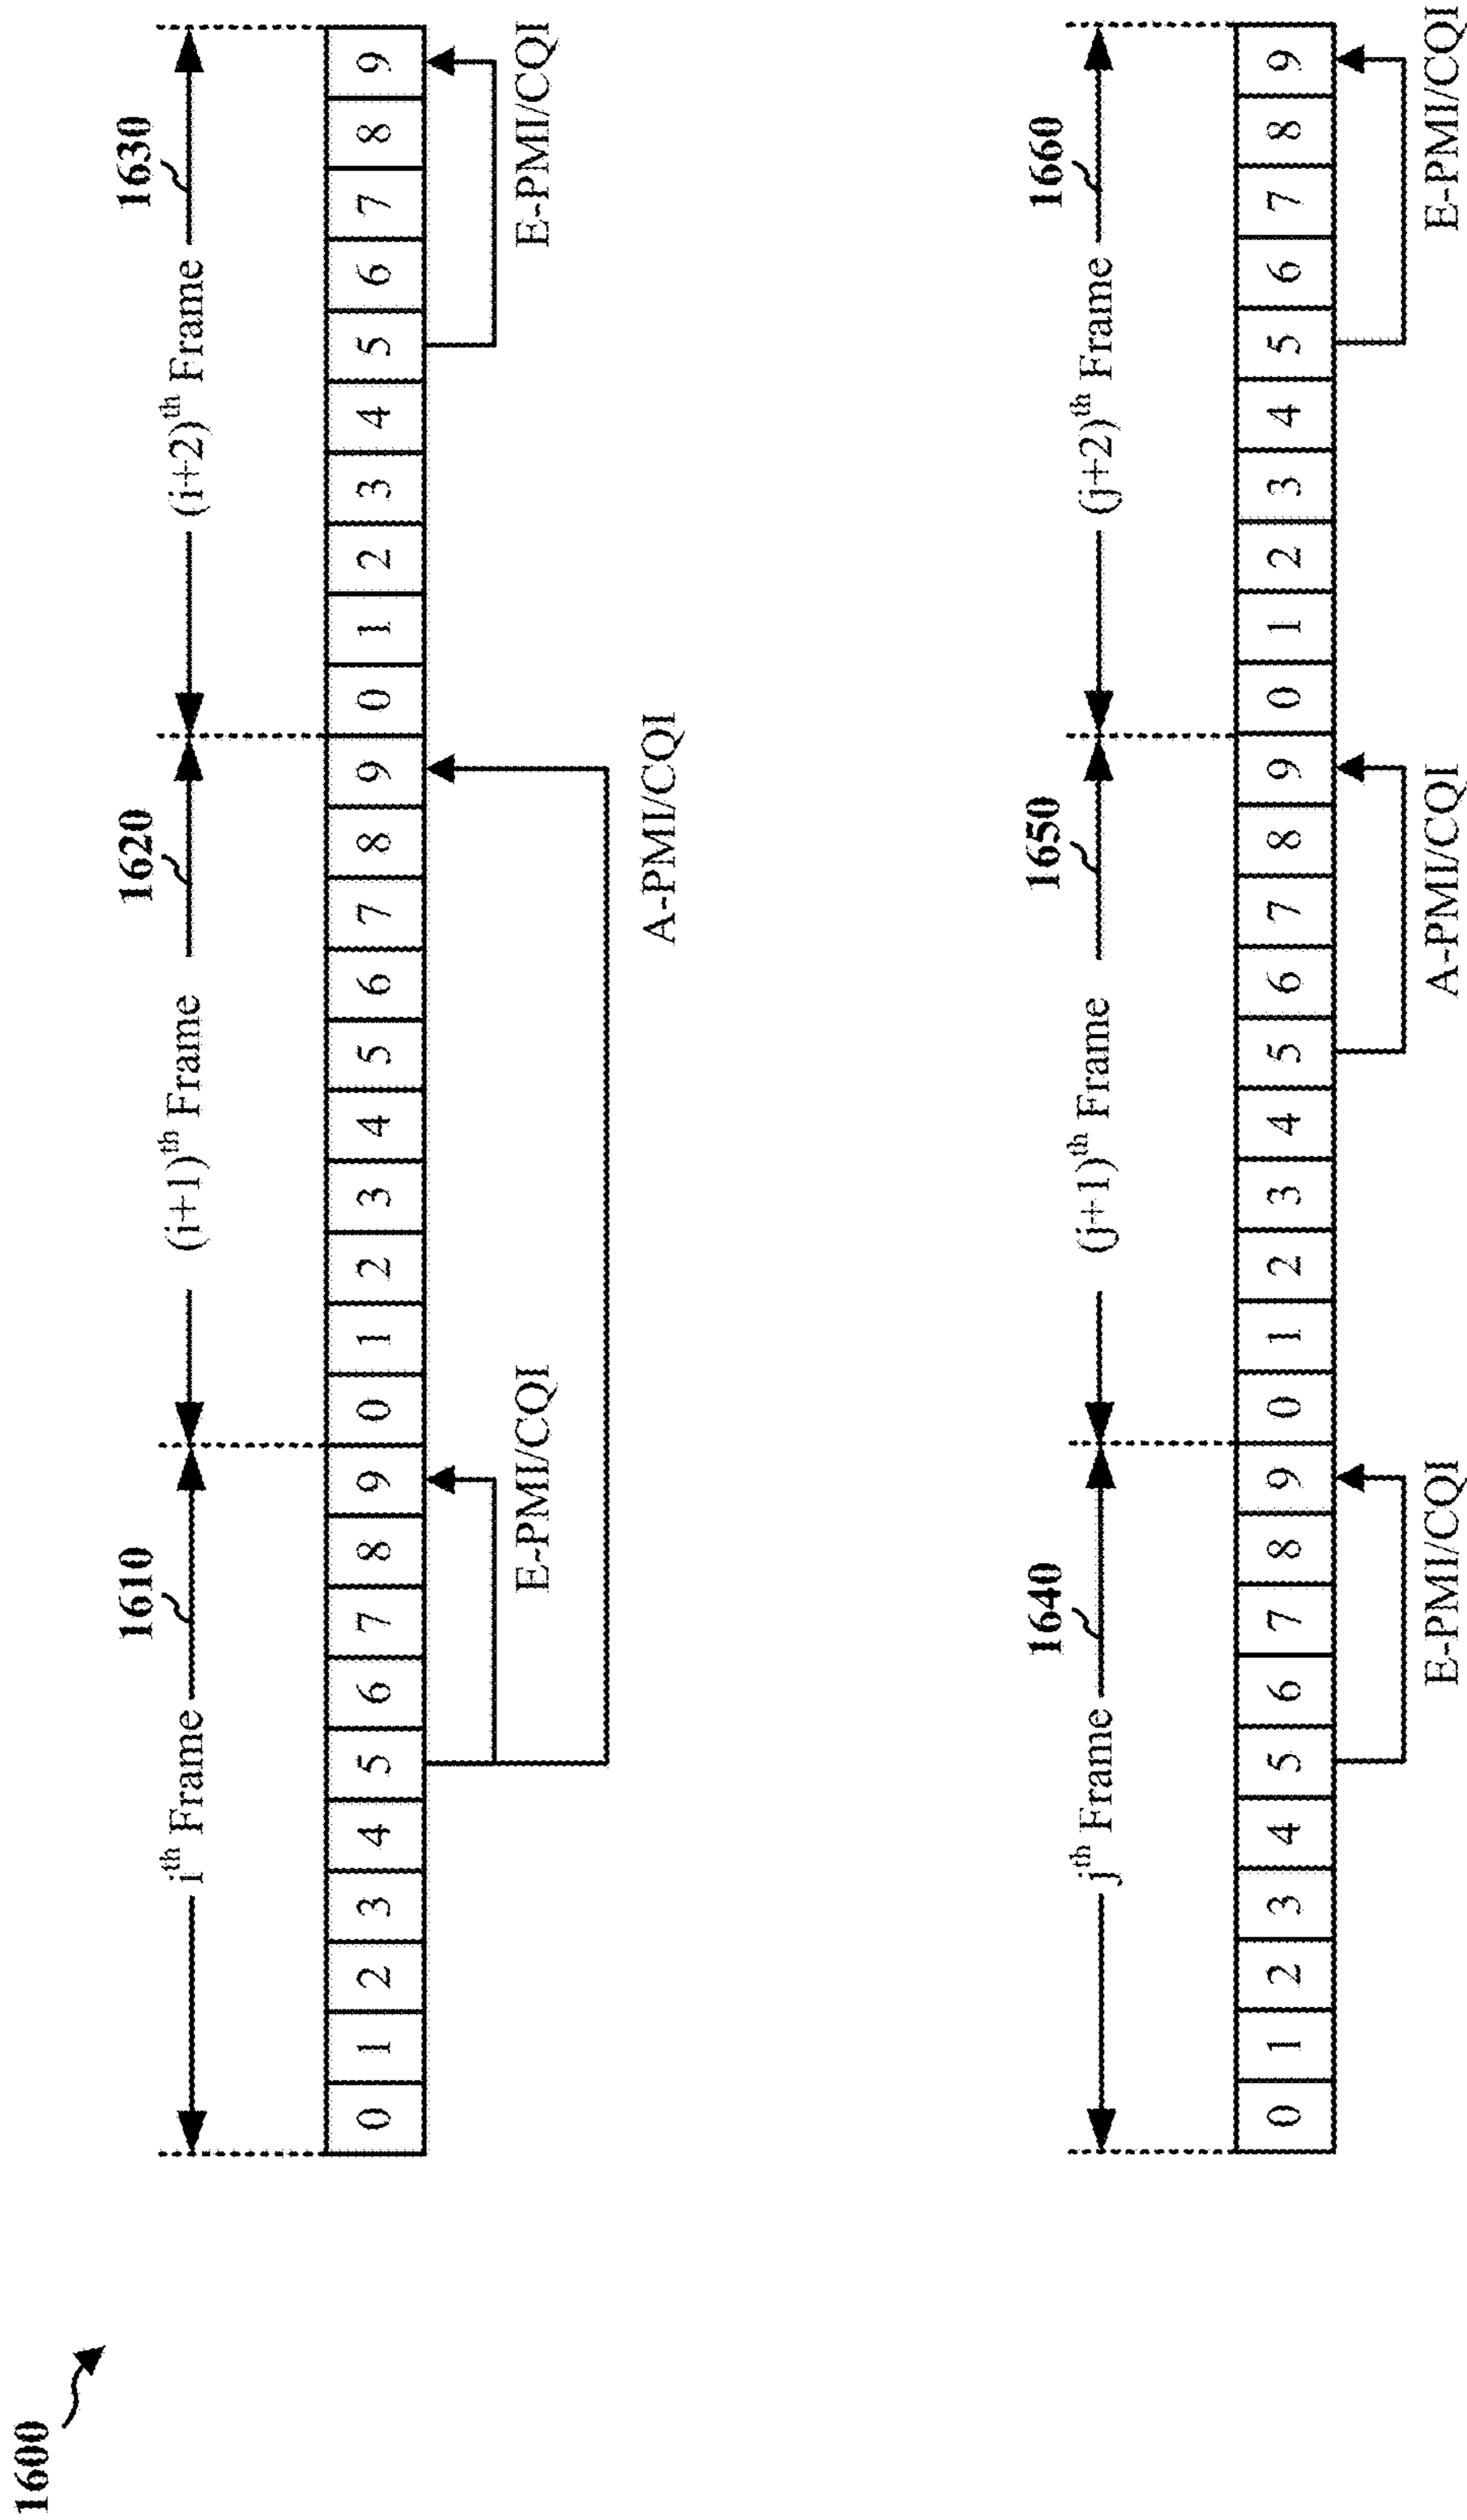 1600
1610 1620 1630
iᵗʰ Frame (i+1)ᵗʰ Frame (i+2)ᵗʰ Frame
0 1 2 3 4 5 6 7 8 9 0 1 2 3 4 5 6 7 8 9 0 1 2 3 4 5 6 7 8 9
E-PMI/CQI E-PMI/CQI
A-PMI/CQI
1640 1650 1660
jᵗʰ Frame (j+1)ᵗʰ Frame (j+2)ᵗʰ Frame
0 1 2 3 4 5 6 7 8 9 0 1 2 3 4 5 6 7 8 9 0 1 2 3 4 5 6 7 8 9
E-PMI/CQI A-PMI/CQI E-PMI/CQI